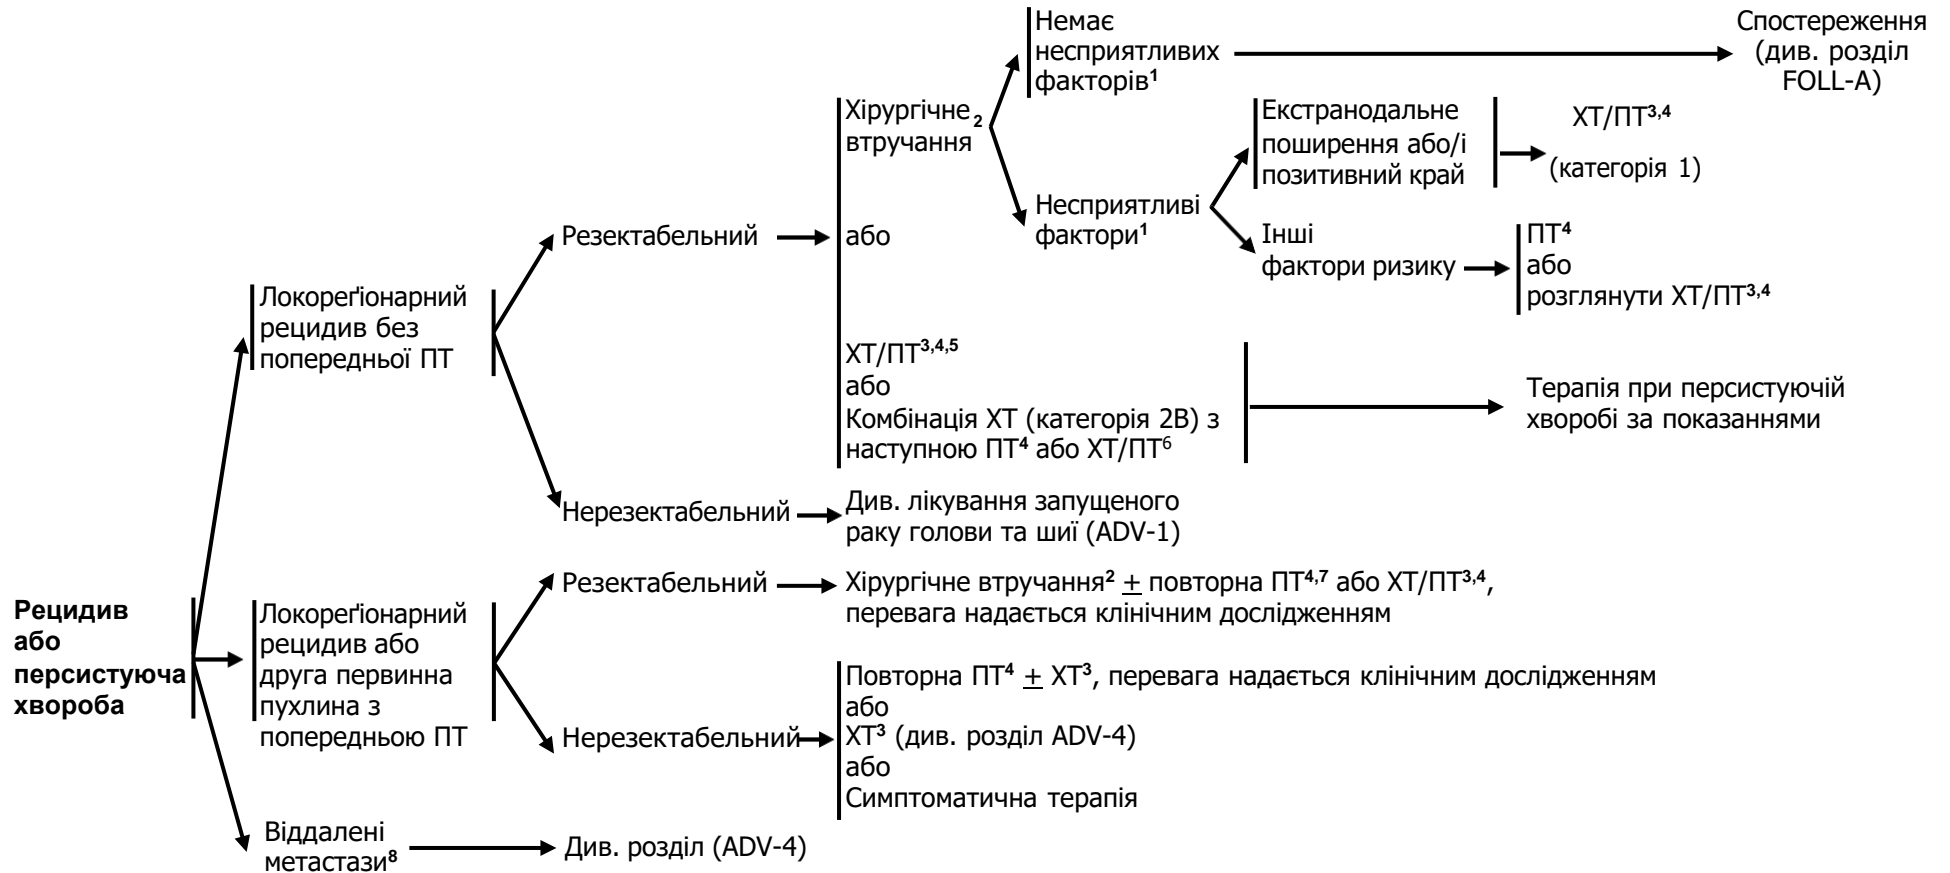 Рецидив
або
персистуюча
хвороба
Локореґіонарний
рецидив без
попередньої ПТ
Резектабельний
Хірургічне2
втручання
Немає
несприятливих
факторів1
Спостереження
(див. розділ
FOLL-A)
Несприятливі
фактори1
Екстранодальне
поширення або/і
позитивний край
ХТ/ПТ3,4
(категорія 1)
Інші
фактори ризику
ПТ4
або
розглянути ХТ/ПТ3,4
або
ХТ/ПТ3,4,5
або
Комбінація ХТ (категорія 2B) з
наступною ПТ4 або ХТ/ПТ6
Терапія при персистуючій
хворобі за показаннями
Нерезектабельний
Див. лікування запущеного
раку голови та шиї (ADV-1)
Локореґіонарний
рецидив або
друга первинна
пухлина з
попередньою ПТ
Резектабельний
Хірургічне втручання2 ± повторна ПТ4,7 або ХТ/ПТ3,4,
перевага надається клінічним дослідженням
Нерезектабельний
Повторна ПТ4 ± ХТ3, перевага надається клінічним дослідженням
або
ХТ3 (див. розділ ADV-4)
або
Симптоматична терапія
Віддалені
метастази8
Див. розділ (ADV-4)